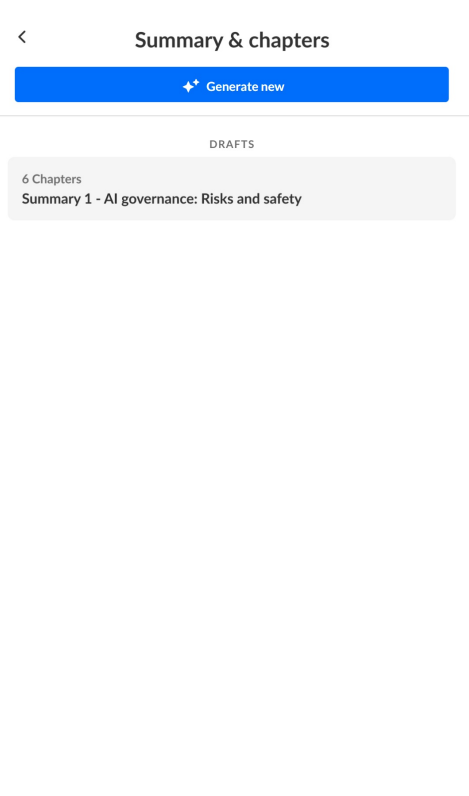 Summary & chapters
Generate new
DRAFTS
6 Chapters
Summary 1 - AI governance: Risks and safety